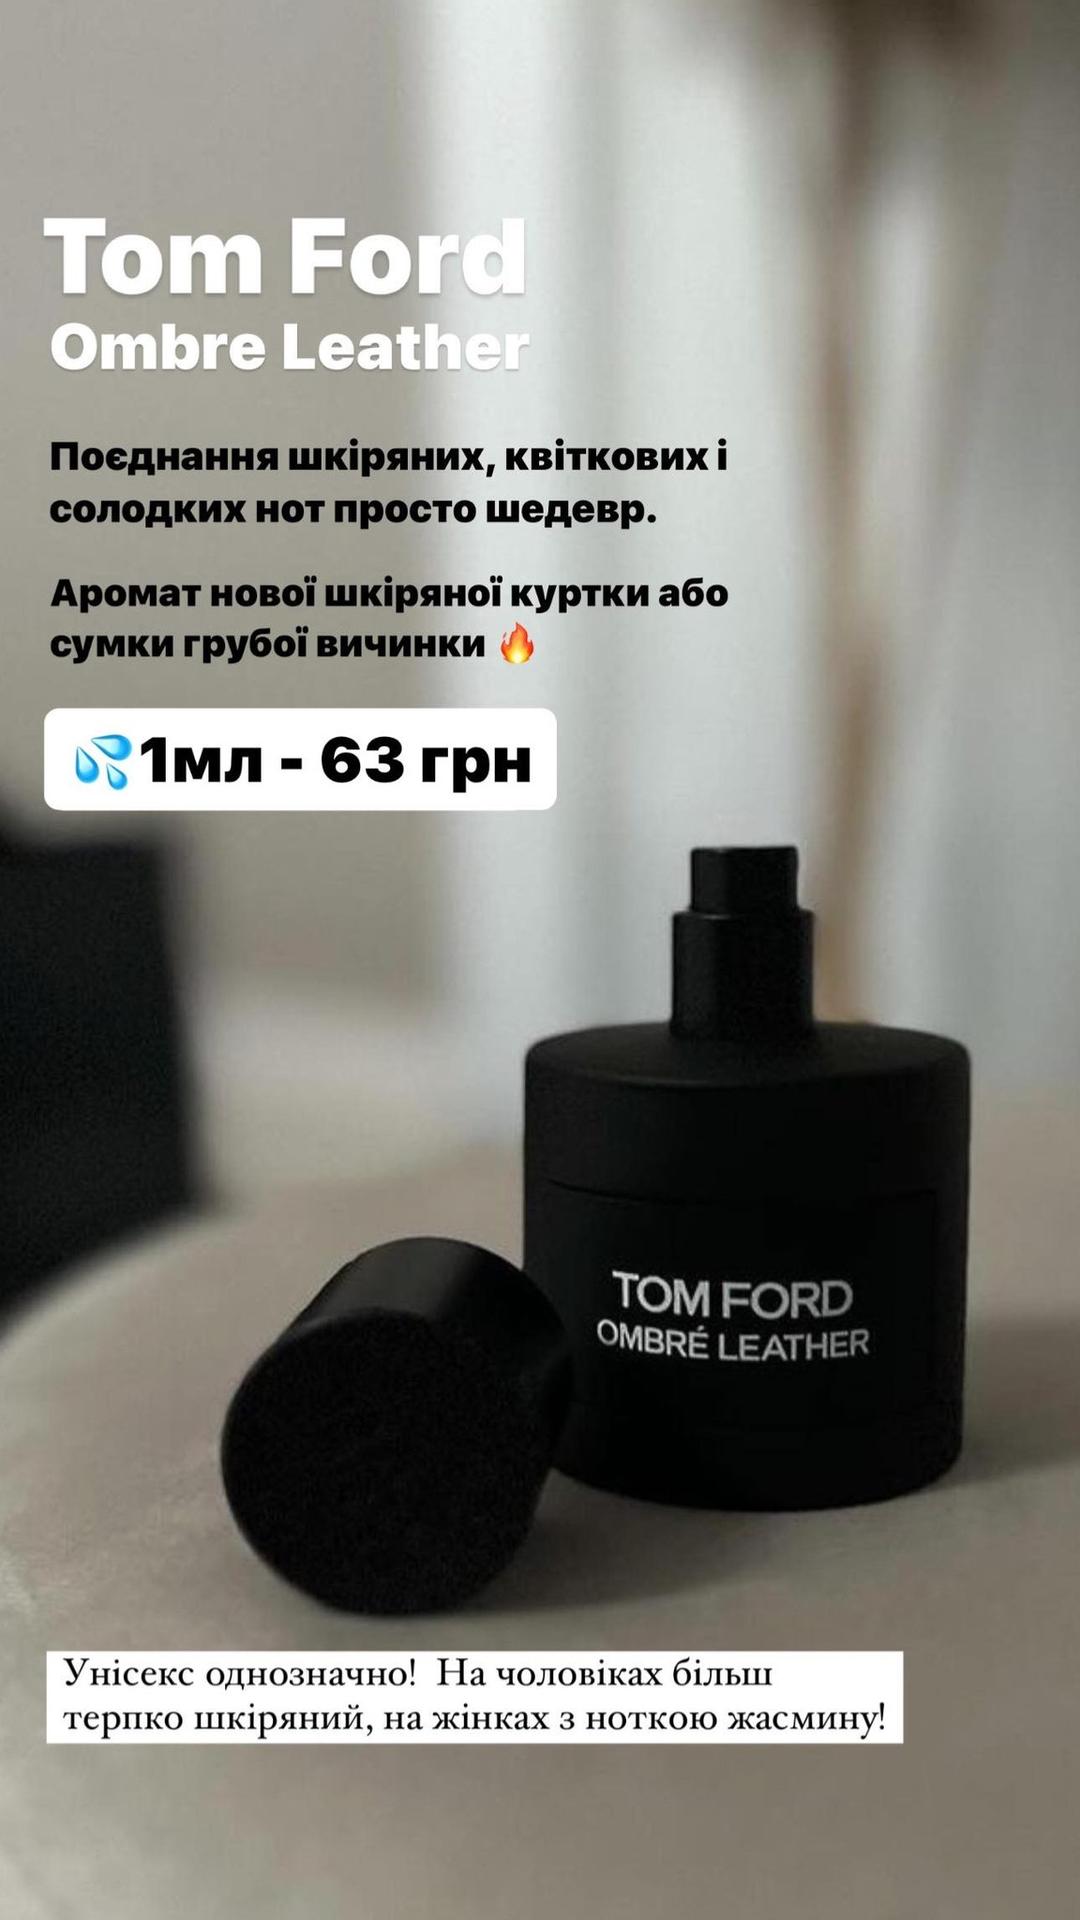 Tom Ford
Ombre Leather
Поєднання шкіряних, квіткових і
солодких нот просто шедевр.
Аромат нової шкіряної куртки або
сумки грубої вичинки 🔥
💦1мл - 63 грн
TOM FORD
OMBRÉ LEATHER
Унісекс однозначно! На чоловіках більш
терпко шкіряний, на жінках з ноткою жасмину!